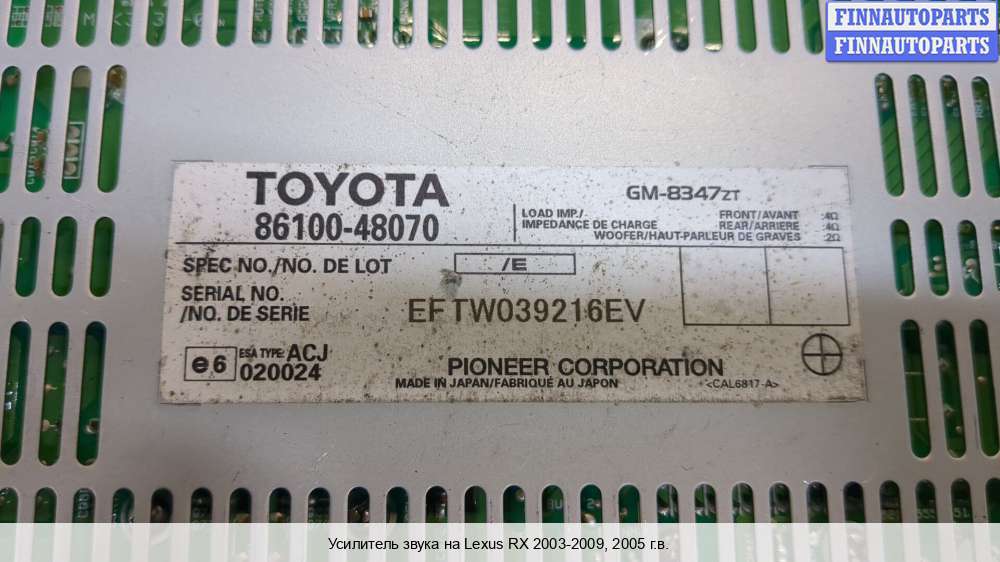 FINNAUTOPARTS
FINNAUTOPARTS
TOYOTA
86100-48070
GM-8347ZT
LOAD IMP./
IMPEDANCE DE CHARGE
FRONT/AVANT :4Ω
REAR/ARRIERE :4Ω
WOOFER/HAUT-PARLEUR DE GRAVES :2Ω
SPEC NO./NO. DE LOT /E
SERIAL NO.
/NO. DE SERIE
EFTW039216EV
e6
ESA TYPE: ACJ
020024
PIONEER CORPORATION
MADE IN JAPAN/FABRIQUÉ AU JAPON
<CAL6817-A>
Усилитель звука на Lexus RX 2003-2009, 2005 г.в.